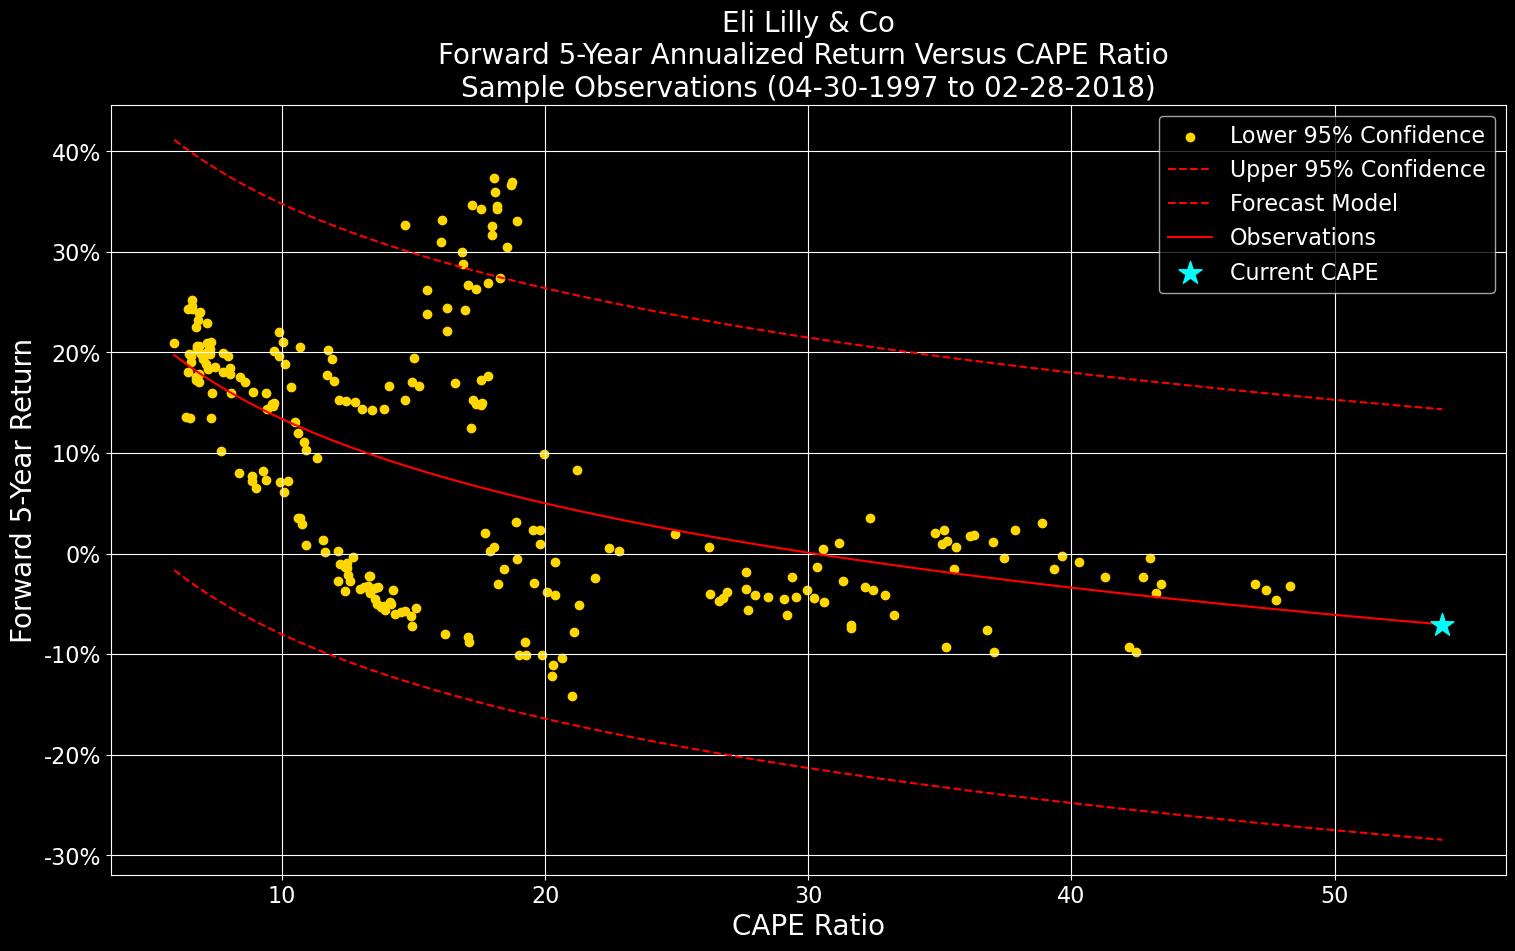 Eli Lilly & Co
Forward 5-Year Annualized Return Versus CAPE Ratio
Sample Observations (04-30-1997 to 02-28-2018)
Lower 95% Confidence
Upper 95% Confidence
Forecast Model
Observations
Current CAPE
Forward 5-Year Return
40%
30%
20%
10%
0%
-10%
-20%
-30%
10 20 30 40 50
CAPE Ratio